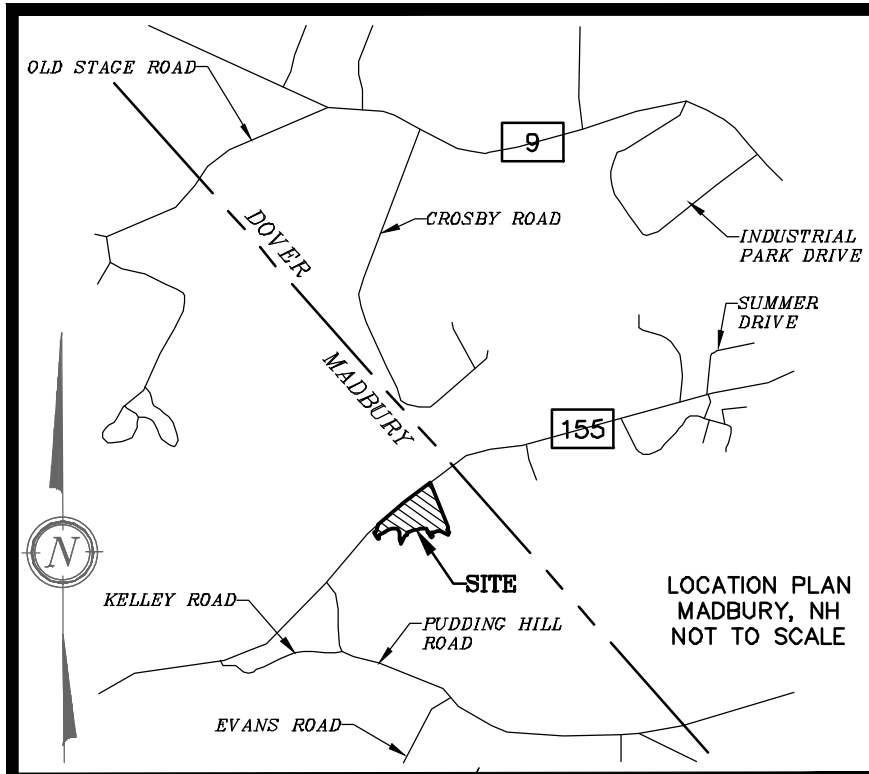 OLD STAGE ROAD
9
DOVER
CROSBY ROAD
INDUSTRIAL
PARK DRIVE
SUMMER
DRIVE
MADBURY
155
N
SITE
KELLEY ROAD
PUDDING HILL
ROAD
LOCATION PLAN
MADBURY, NH
NOT TO SCALE
EVANS ROAD